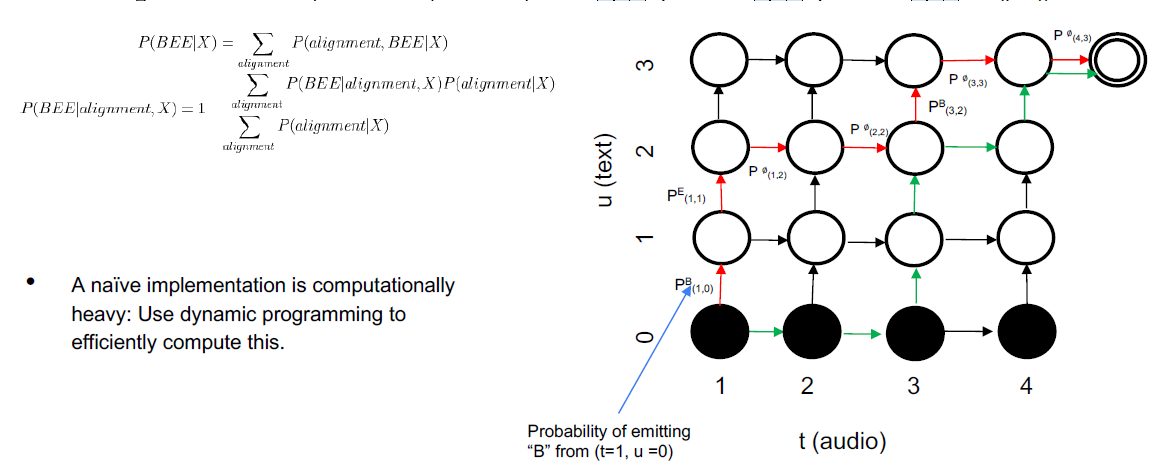 P(BEE|X) = ∑ P(alignment, BEE|X)
alignment
∑ P(BEE|alignment, X)P(alignment|X)
alignment
P(BEE|alignment, X) = 1
∑ P(alignment|X)
alignment
• A naïve implementation is computationally
heavy: Use dynamic programming to
efficiently compute this.
P ø(4,3)
P ø(3,3)
PB(3,2)
P ø(2,2)
P ø(1,2)
PE(1,1)
PB(1,0)
3
2
1
0
u (text)
1 2 3 4
t (audio)
Probability of emitting
“B” from (t=1, u =0)